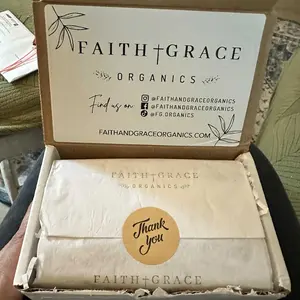 FAITH†GRACE
ORGANICS
Find us on:
@FAITHANDGRACEORGANICS
@FAITHANDGRACEORGANICS
@FG.ORGANICS
FAITHANDGRACEORGANICS.COM
FAITH†GRACE
ORGANICS
Thank
You
FAITH†GRACE